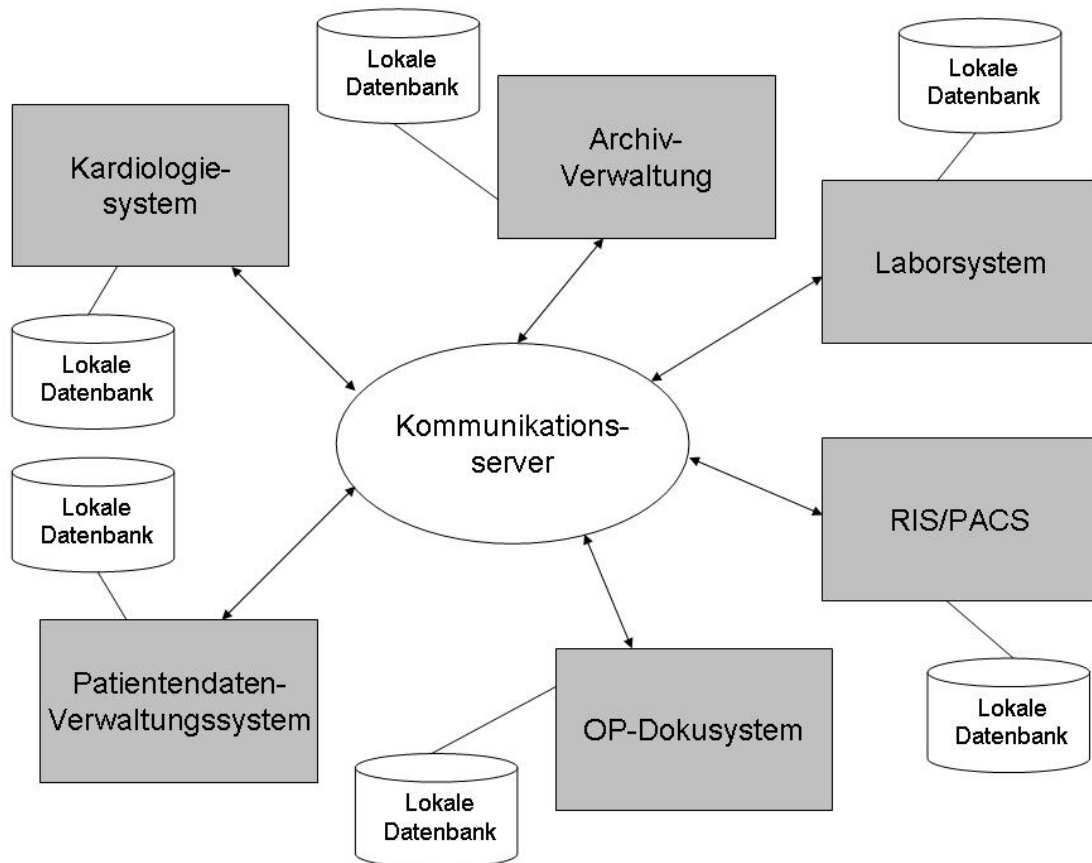 Lokale
Datenbank
Lokale
Datenbank
Kardiologie-
system
Archiv-
Verwaltung
Lokale
Datenbank
Laborsystem
Lokale
Datenbank
Kommunikations-
server
Lokale
Datenbank
RIS/PACS
Patientendaten-
Verwaltungssystem
OP-Dokusystem
Lokale
Datenbank
Lokale
Datenbank